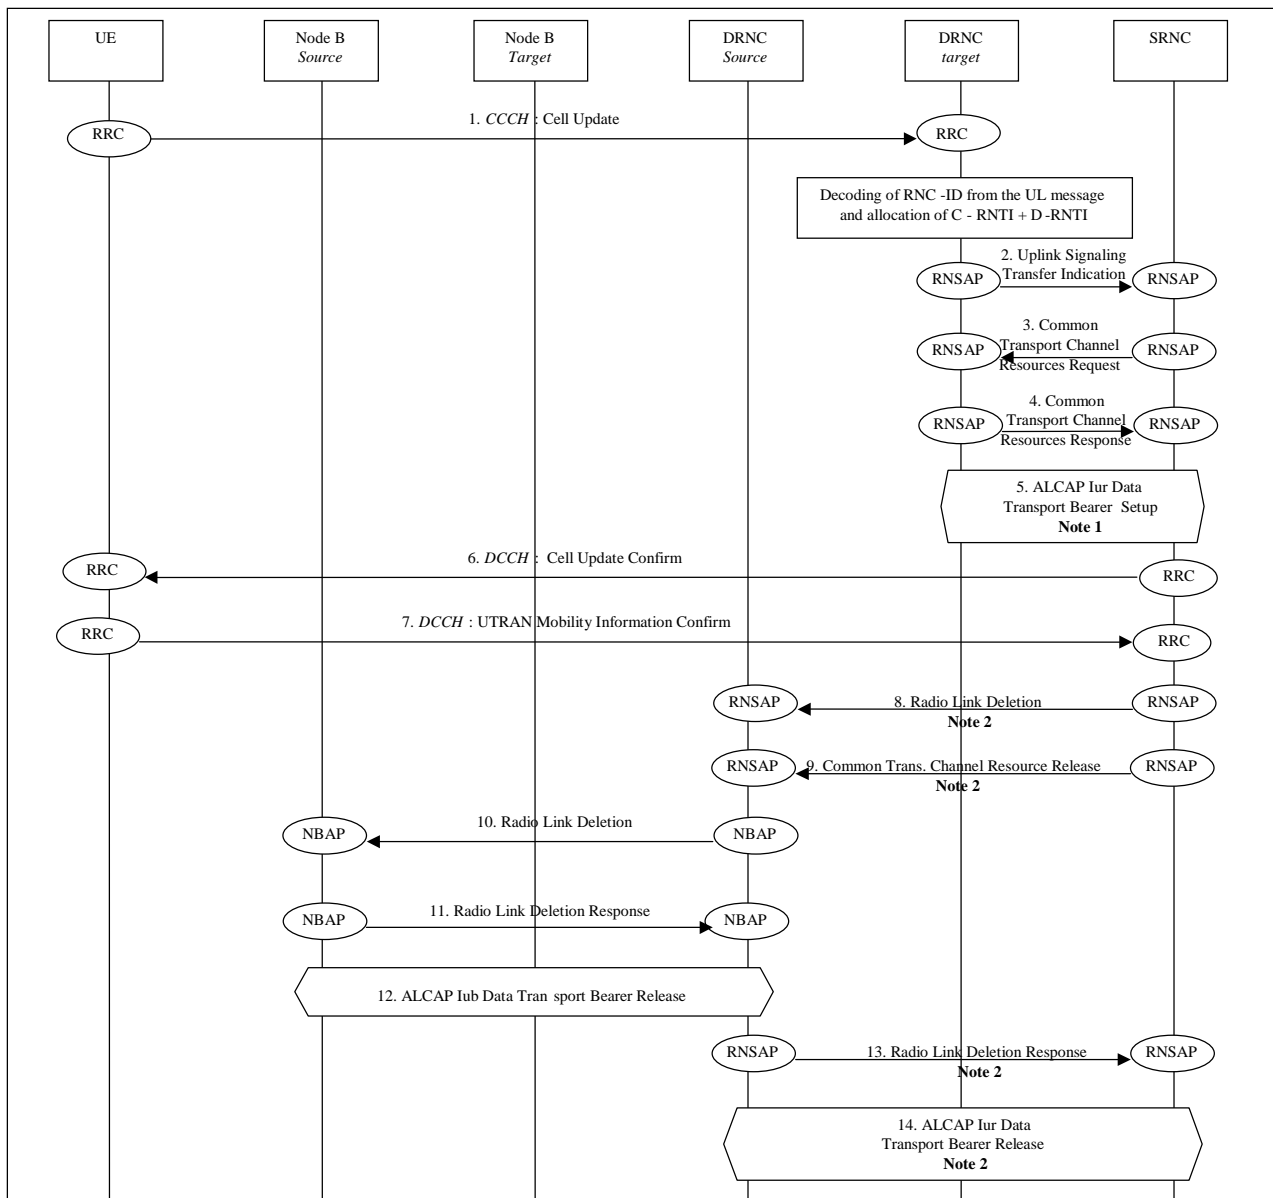 UE
Node B
Source
Node B
Target
DRNC
Source
DRNC
target
SRNC
1. CCCH : Cell Update
RRC
RRC
Decoding of RNC -ID from the UL message
and allocation of C - RNTI + D -RNTI
2. Uplink Signaling
Transfer Indication
RNSAP
RNSAP
3. Common
Transport Channel
Resources Request
RNSAP
RNSAP
4. Common
Transport Channel
Resources Response
RNSAP
RNSAP
5. ALCAP Iur Data
Transport Bearer Setup
Note 1
6. DCCH : Cell Update Confirm
RRC
RRC
7. DCCH : UTRAN Mobility Information Confirm
RRC
RRC
RNSAP
8. Radio Link Deletion
Note 2
RNSAP
RNSAP
9. Common Trans. Channel Resource Release
Note 2
RNSAP
NBAP
10. Radio Link Deletion
NBAP
NBAP
11. Radio Link Deletion Response
NBAP
12. ALCAP Iub Data Tran sport Bearer Release
RNSAP
13. Radio Link Deletion Response
Note 2
RNSAP
14. ALCAP Iur Data
Transport Bearer Release
Note 2